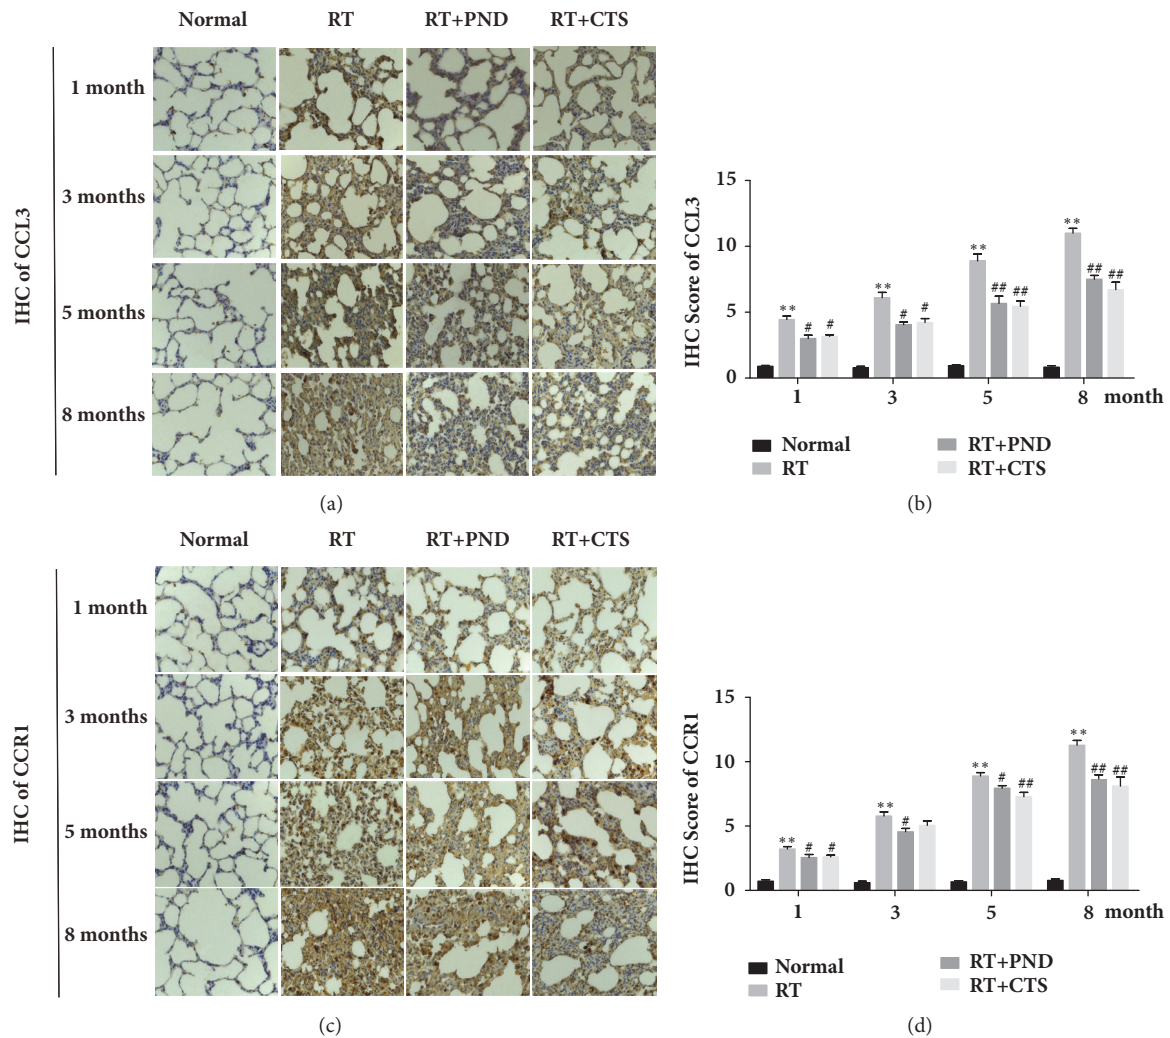 Normal RT RT+PND RT+CTS
IHC of CCL3
1 month
3 months
5 months
8 months
(a)
IHC Score of CCL3
15
10
5
0
** # #
** # #
** ## ##
** ## ##
1 3 5 8 month
Normal RT+PND
RT RT+CTS
(b)
Normal RT RT+PND RT+CTS
IHC of CCR1
1 month
3 months
5 months
8 months
(c)
IHC Score of CCR1
15
10
5
0
** # #
** #
** # ##
** ## ##
1 3 5 8 month
Normal RT+PND
RT RT+CTS
(d)